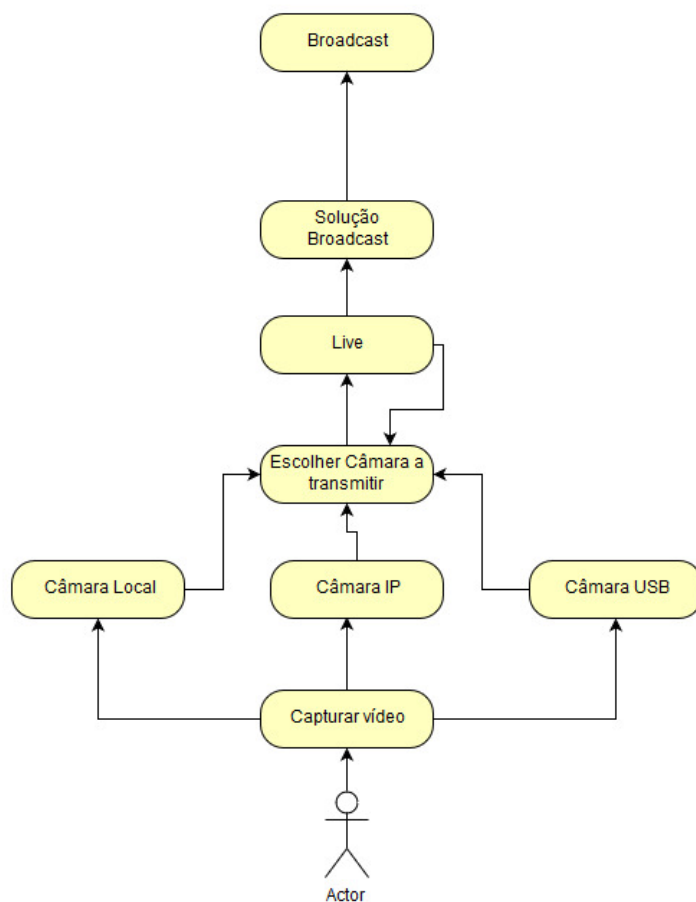 Broadcast
Solução
Broadcast
Live
Escolher Câmara a
transmitir
Câmara Local
Câmara IP
Câmara USB
Capturar vídeo
Actor